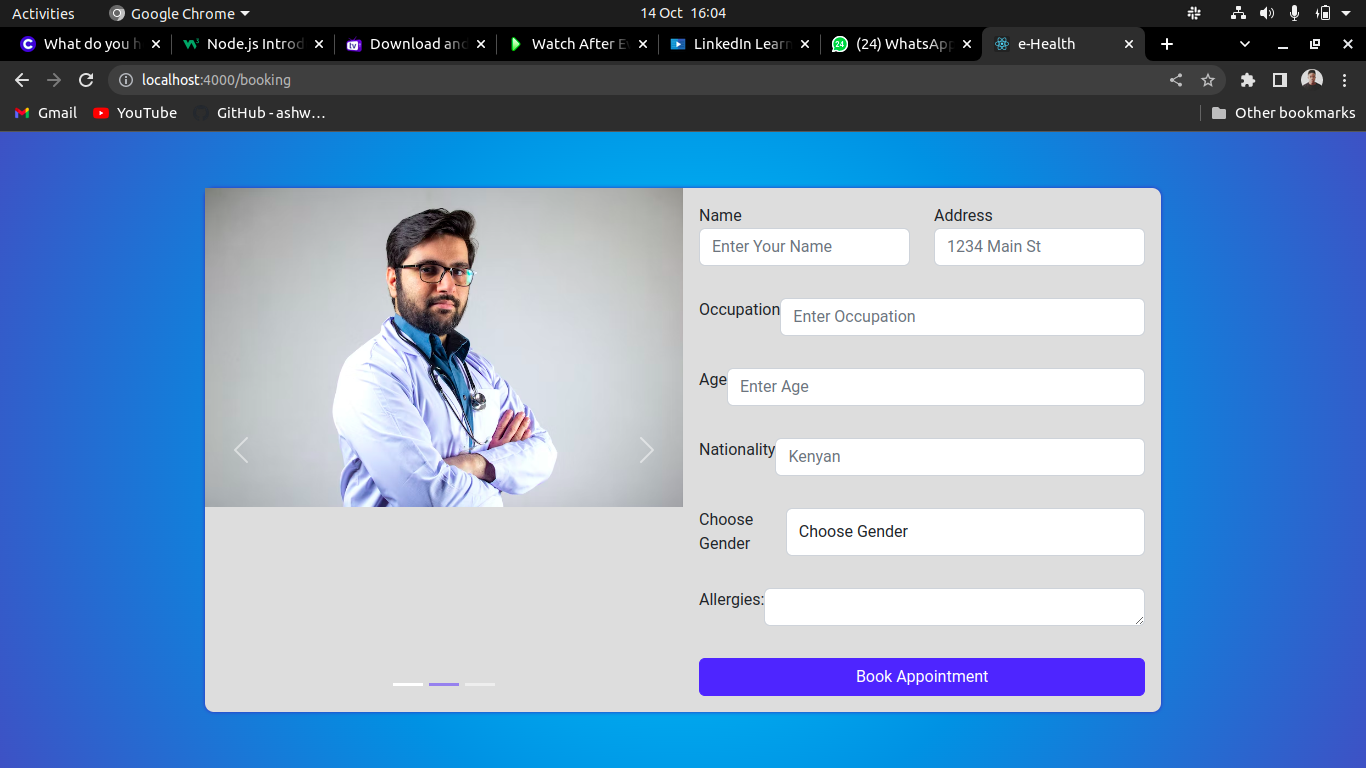 Activities
Google Chrome
14 Oct 16:04
What do you h
Node.js Introd
Download and
Watch After E
LinkedIn Learn
(24) WhatsApp
e-Health
localhost:4000/booking
Gmail
YouTube
GitHub - ashw...
Other bookmarks
Name
Address
Enter Your Name
1234 Main St
Occupation
Enter Occupation
Age
Enter Age
Nationality
Kenyan
Choose
Gender
Choose Gender
Allergies:
Book Appointment